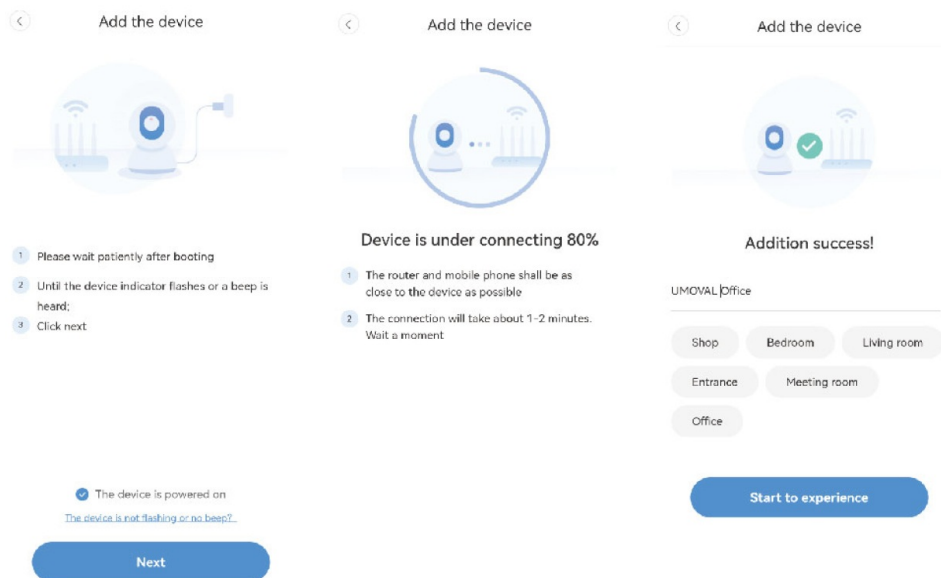 Add the device
1 Please wait patiently after booting
2 Until the device indicator flashes or a beep is
heard;
3 Click next
The device is powered on
The device is not flashing or no beep?
Next
Add the device
Device is under connecting 80%
1 The router and mobile phone shall be as
close to the device as possible
2 The connection will take about 1-2 minutes.
Wait a moment
Add the device
Addition success!
UMOVAL Office
Shop Bedroom Living room
Entrance Meeting room
Office
Start to experience